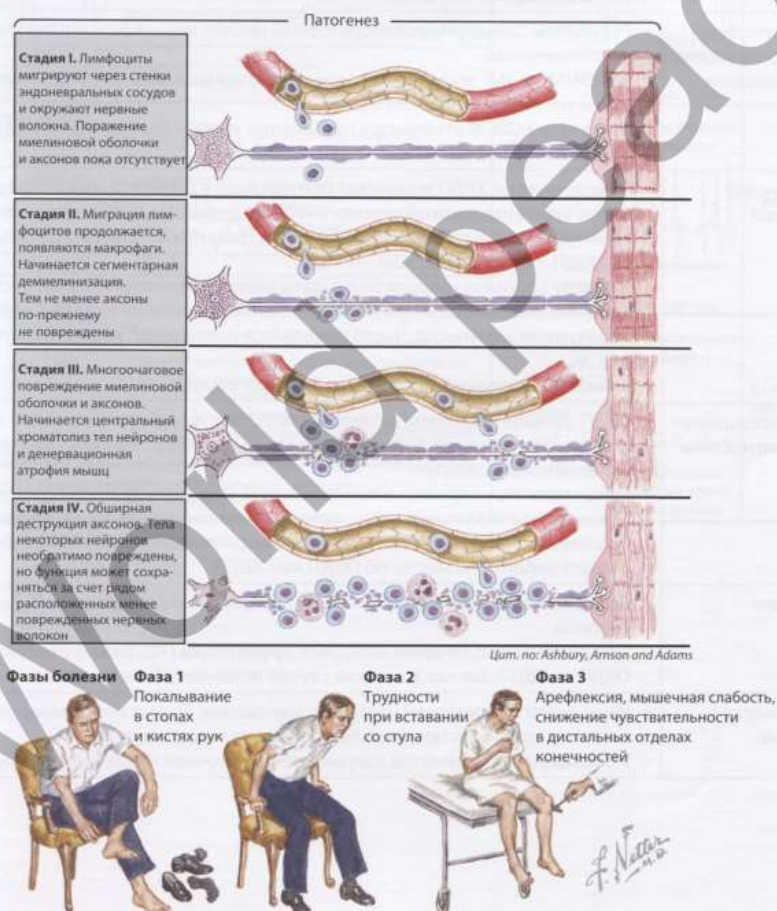 Патогенез
Стадия I. Лимфоциты
мигрируют через стенки
эндоневральных сосудов
и окружают нервные
волокна. Поражение
миелиновой оболочки
и аксонов пока отсутствует
Стадия II. Миграция лим-
фоцитов продолжается,
появляются макрофаги.
Начинается сегментарная
демиелинизация.
Тем не менее аксоны
по-прежнему
не повреждены
Стадия III. Многоочаговое
повреждение миелиновой
оболочки и аксонов.
Начинается центральный
хроматолиз тел нейронов
и денервационная
атрофия мышц
Стадия IV. Обширная
деструкция аксонов. Тела
некоторых нейронов
необратимо повреждены,
но функция может сохра-
няться за счет рядом
расположенных менее
поврежденных нервных
волокон
Цит. по: Ashbury, Arnson and Adams
Фазы болезни
Фаза 1
Покалывание
в стопах
и кистях рук
Фаза 2
Трудности
при вставании
со стула
Фаза 3
Арефлексия, мышечная слабость,
снижение чувствительности
в дистальных отделах
конечностей
F. Netter
M.D.
World peac